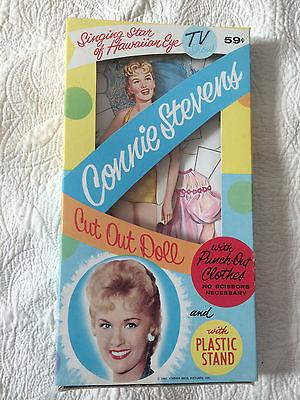 Singing Star
of Hawaiian Eye
TV
59¢
Connie Stevens
Cut Out Doll
with
Punch-Out
Clothes
NO SCISSORS
NECESSARY
and
with
PLASTIC
STAND